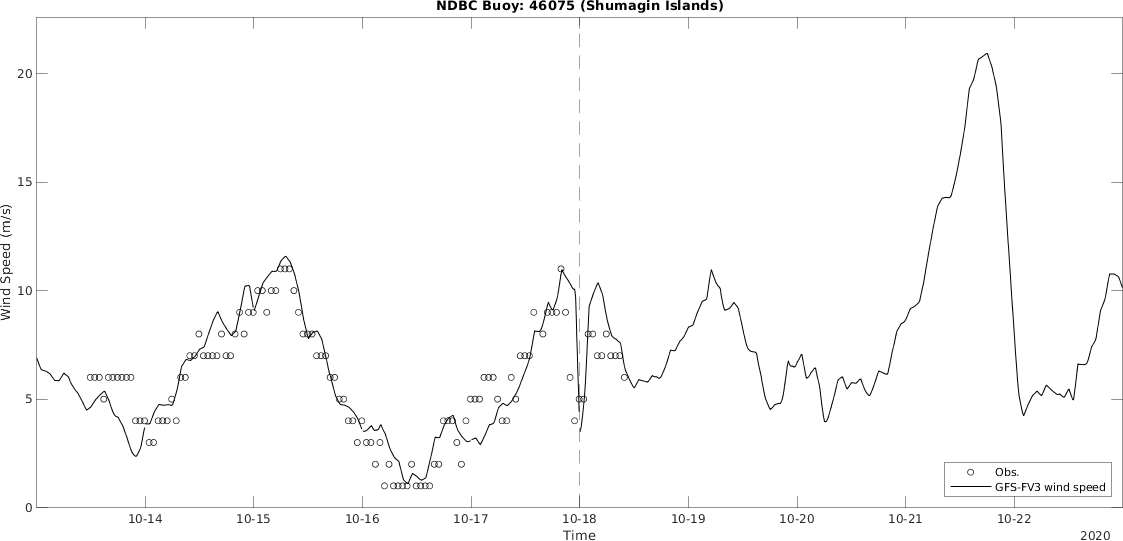 NDBC Buoy: 46075 (Shumagin Islands)
Wind Speed (m/s)
20
15
10
5
0
10-14 10-15 10-16 10-17 10-18 10-19 10-20 10-21 10-22
Time
2020
Obs.
GFS-FV3 wind speed